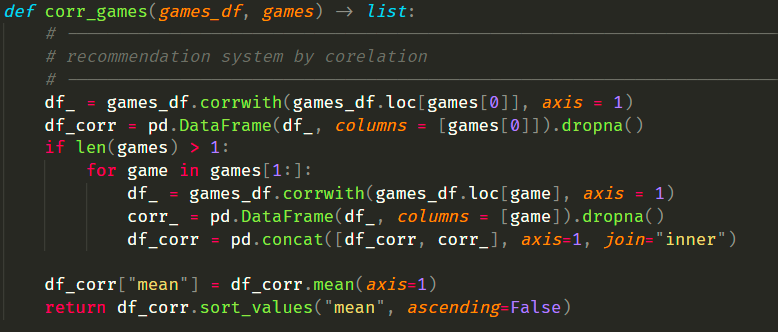 def corr_games(games_df, games) -> list:
    # ──────────────────────────────────────────────────
    # recommendation system by corelation
    # ──────────────────────────────────────────────────
    df_ = games_df.corrwith(games_df.loc[games[0]], axis = 1)
    df_corr = pd.DataFrame(df_, columns = [games[0]]).dropna()
    if len(games) > 1:
        for game in games[1:]:
            df_ = games_df.corrwith(games_df.loc[game], axis = 1)
            corr_ = pd.DataFrame(df_, columns = [game]).dropna()
            df_corr = pd.concat([df_corr, corr_], axis=1, join="inner")
    df_corr["mean"] = df_corr.mean(axis=1)
    return df_corr.sort_values("mean", ascending=False)